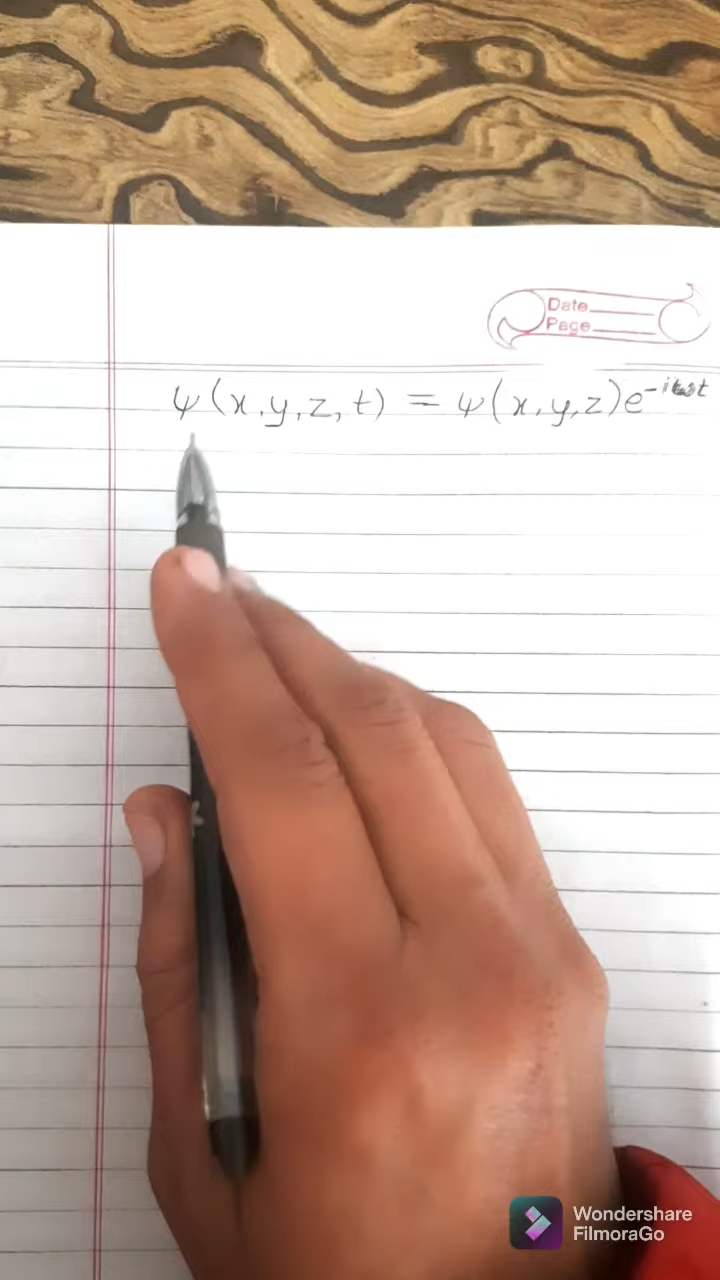 Date
Page
ψ(x,y,z,t) = ψ(x,y,z)e^-iωt
Wondershare
FilmoraGo